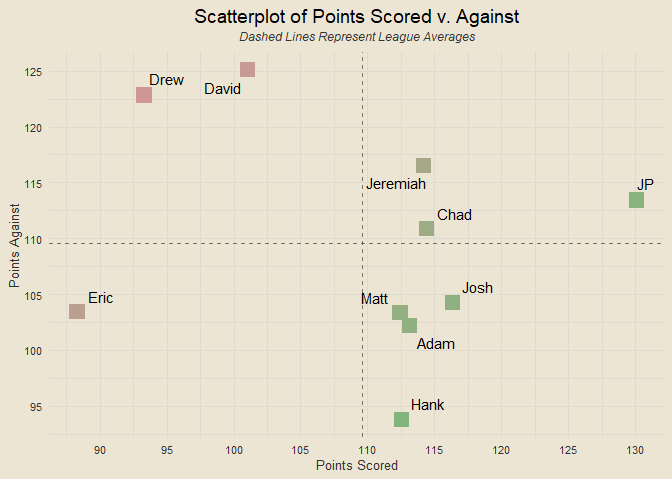 Scatterplot of Points Scored v. Against
Dashed Lines Represent League Averages
125
Drew
David
120
115
Jeremiah
JP
Chad
110
Points Against
105
Eric
Matt
Josh
100
Adam
95
Hank
90 95 100 105 110 115 120 125 130
Points Scored